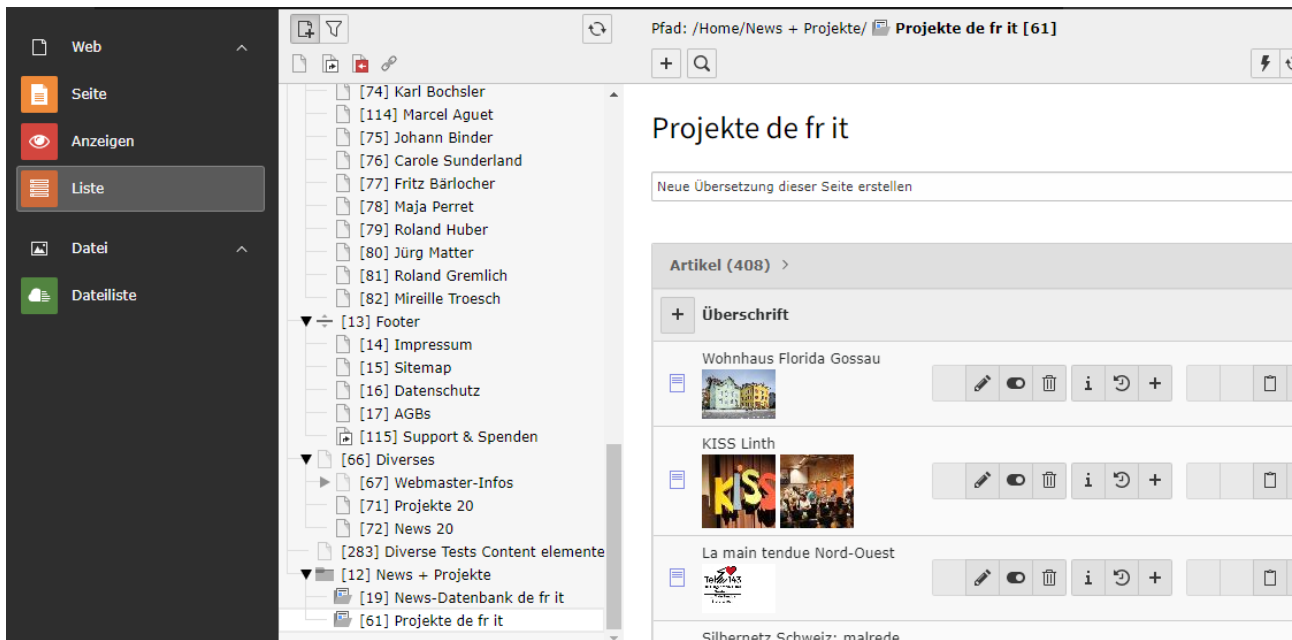 Web
Seite
Anzeigen
Liste
Datei
Dateiliste
[74] Karl Bochsler
[114] Marcel Aguet
[75] Johann Binder
[76] Carole Sunderland
[77] Fritz Bärlocher
[78] Maja Perret
[79] Roland Huber
[80] Jürg Matter
[81] Roland Gremlich
[82] Mireille Troesch
[13] Footer
[14] Impressum
[15] Sitemap
[16] Datenschutz
[17] AGBs
[115] Support & Spenden
[66] Diverses
[67] Webmaster-Infos
[71] Projekte 20
[72] News 20
[283] Diverse Tests Content elemente
[12] News + Projekte
[19] News-Datenbank de fr it
[61] Projekte de fr it
Pfad: /Home/News + Projekte/ Projekte de fr it [61]
Projekte de fr it
Neue Übersetzung dieser Seite erstellen
Artikel (408)
Überschrift
Wohnhaus Florida Gossau
KISS Linth
KISS
La main tendue Nord-Ouest
Tel 143
Silbernetz Schweiz: malrede